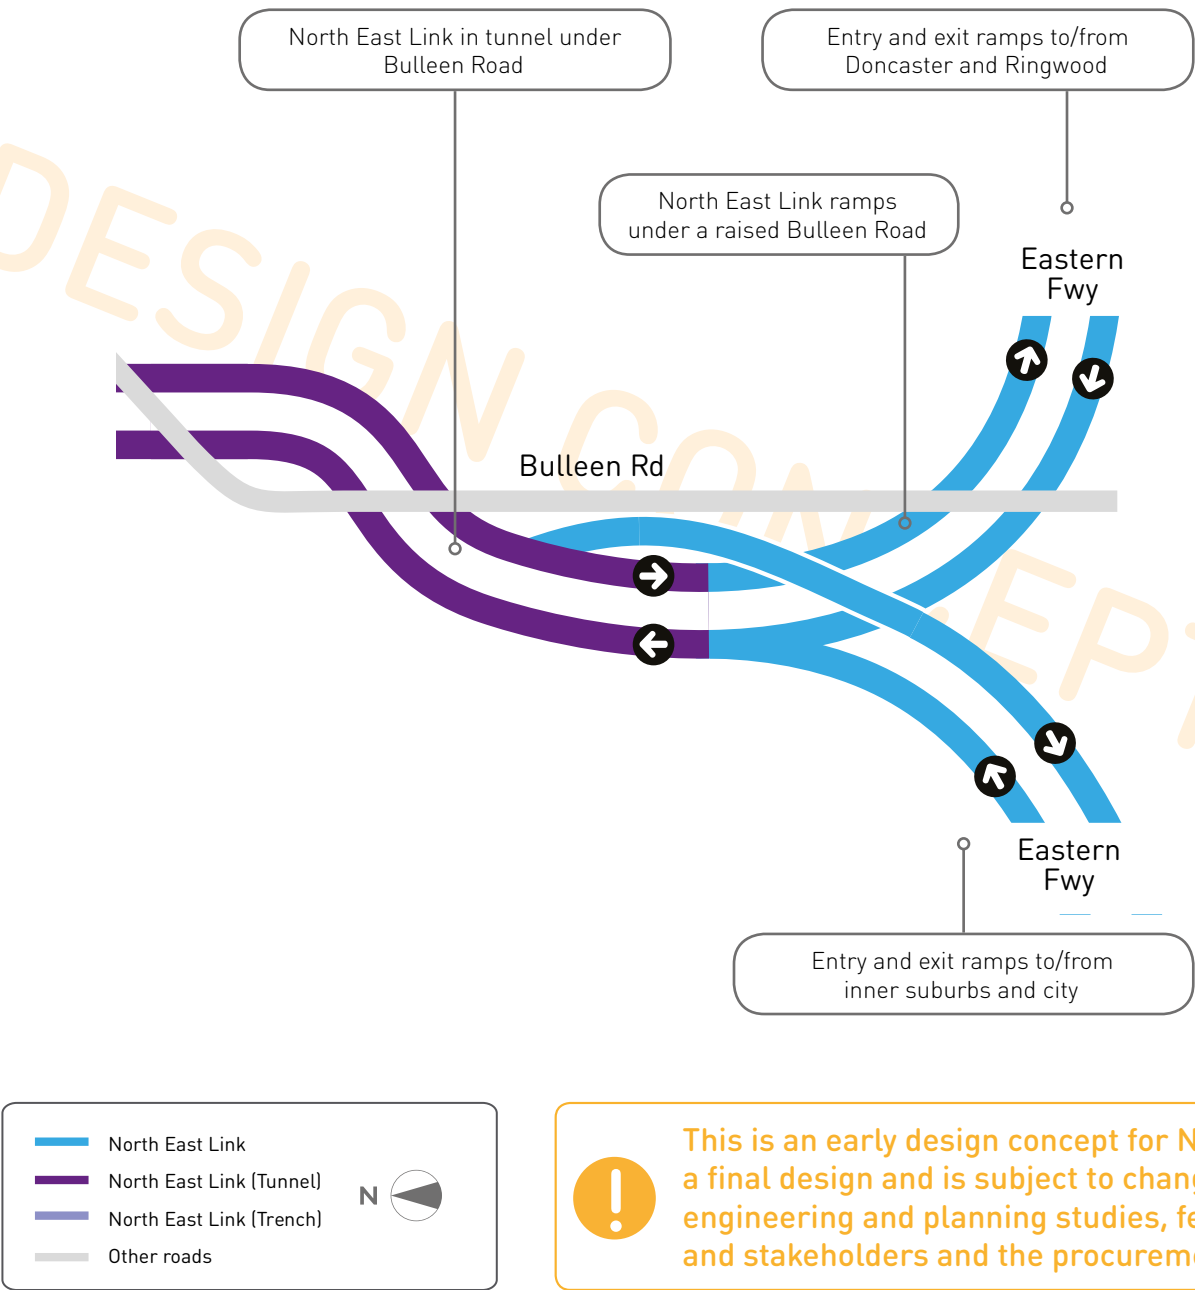 North East Link in tunnel under
Bulleen Road
Entry and exit ramps to/from
Doncaster and Ringwood
North East Link ramps
under a raised Bulleen Road
Eastern
Fwy
DESIGN CONCEPT
Bulleen Rd
Eastern
Fwy
Entry and exit ramps to/from
inner suburbs and city
North East Link
North East Link (Tunnel)
North East Link (Trench)
Other roads
N
This is an early design concept for
a final design and is subject to
engineering and planning studies,
and stakeholders and the